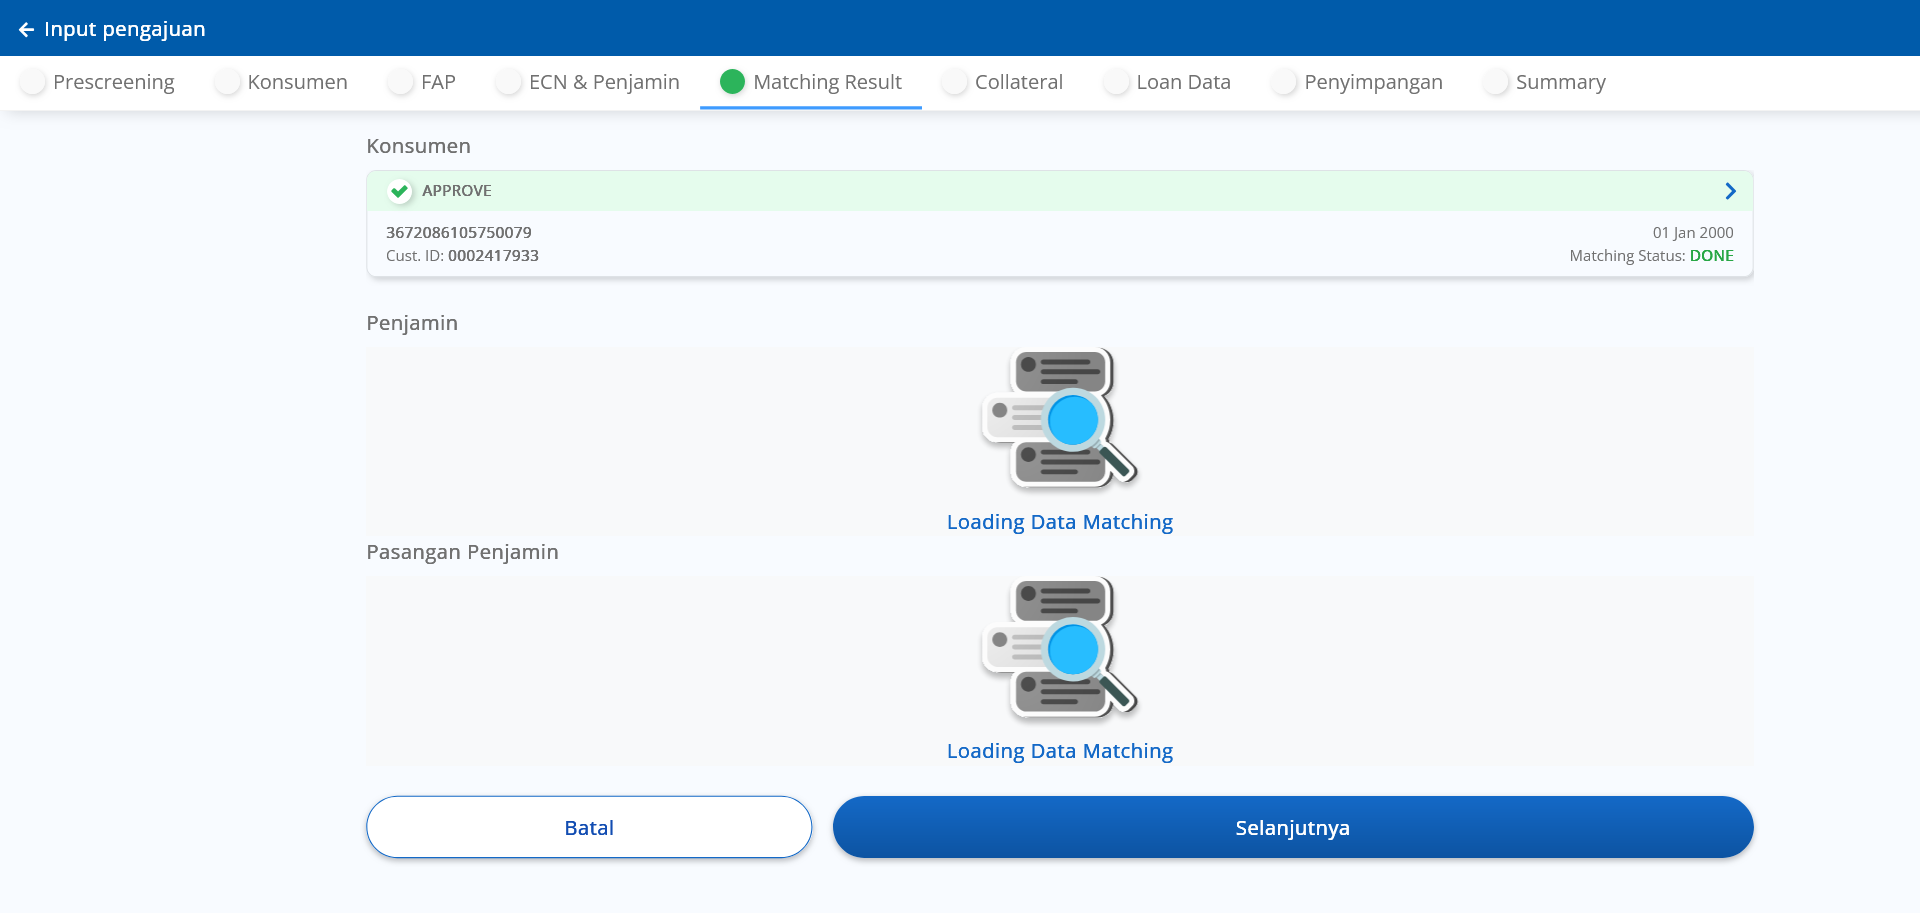 Input pengajuan
Prescreening Konsumen FAP ECN & Penjamin Matching Result Collateral Loan Data Penyimpangan Summary
Konsumen
APPROVE
3672086105750079 01 Jan 2000
Cust. ID: 0002417933 Matching Status: DONE
Penjamin
Loading Data Matching
Pasangan Penjamin
Loading Data Matching
Batal Selanjutnya